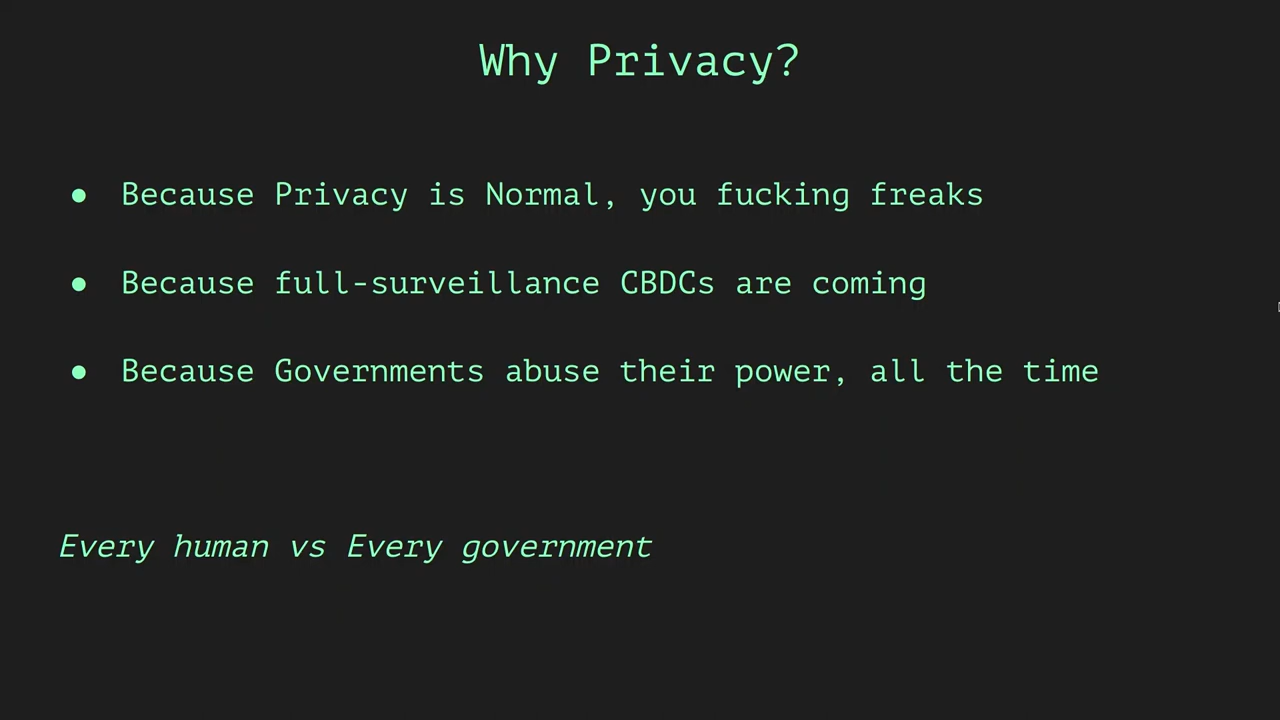 Why Privacy?
● Because Privacy is Normal, you fucking freaks
● Because full-surveillance CBDCs are coming
● Because Governments abuse their power, all the time
Every human vs Every government